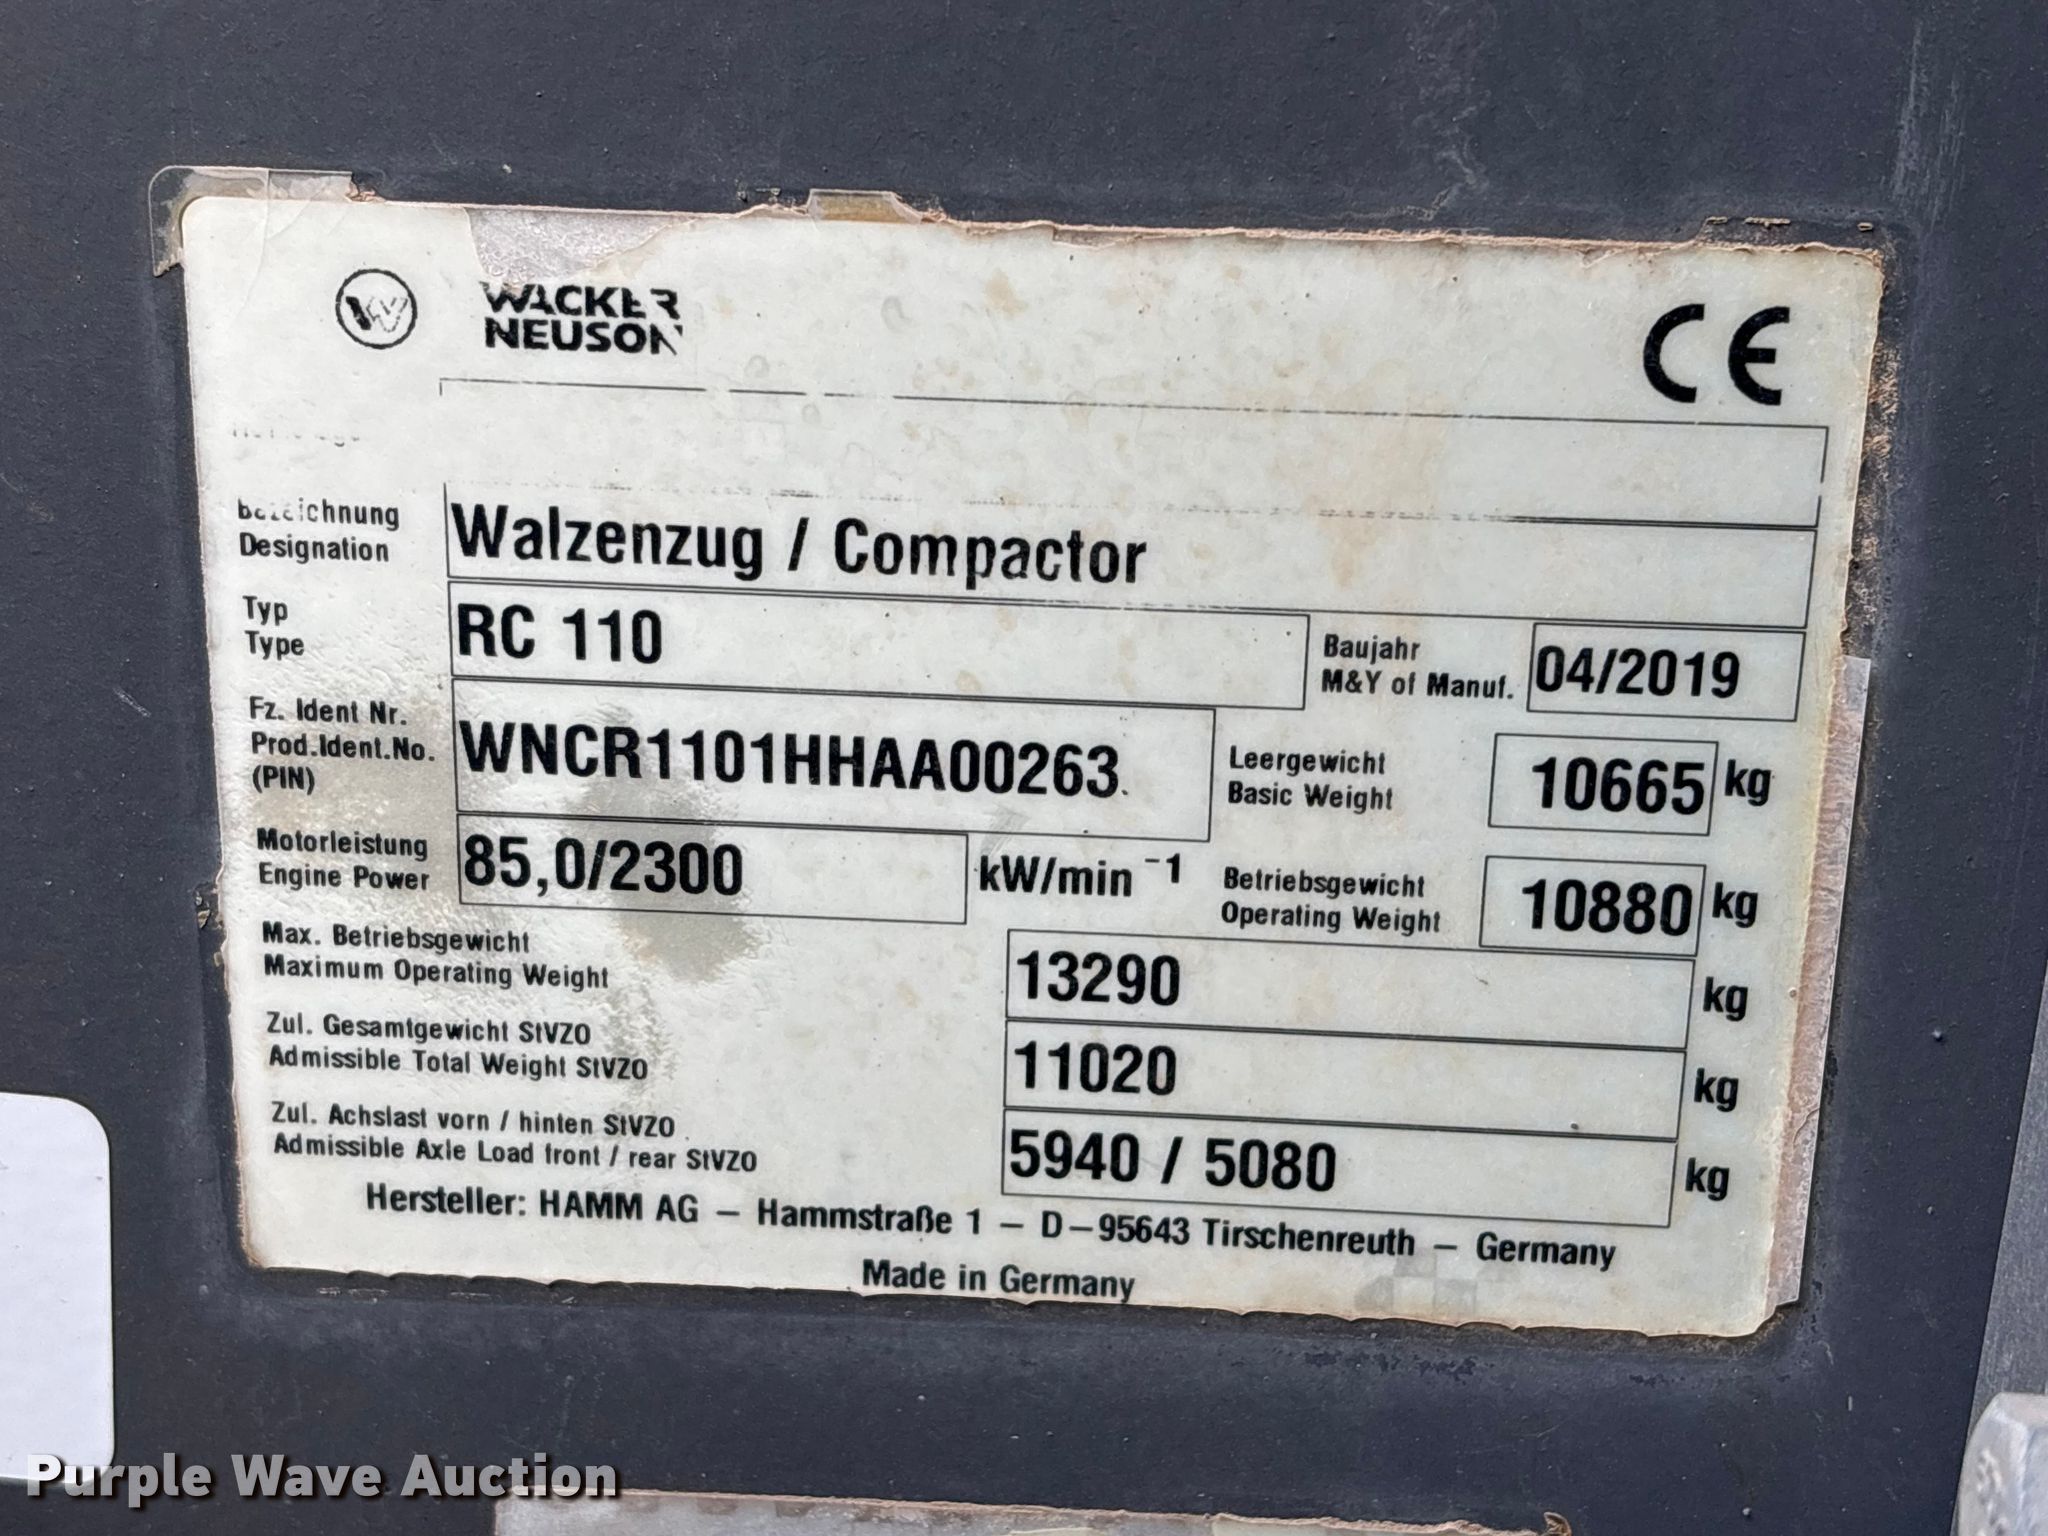 WACKER
NEUSON
CE
Bezeichnung
Designation
Walzenzug / Compactor
Typ
Type
RC 110
Baujahr
M&Y of Manuf.
04/2019
Fz. Ident Nr.
Prod.Ident.No.
(PIN)
WNCR1101HHAA00263
Leergewicht
Basic Weight
10665 kg
Motorleistung
Engine Power
85,0/2300 kW/min ⁻¹
Betriebsgewicht
Operating Weight
10880 kg
Max. Betriebsgewicht
Maximum Operating Weight
13290 kg
Zul. Gesamtgewicht StVZO
Admissible Total Weight StVZO
11020 kg
Zul. Achslast vorn / hinten StVZO
Admissible Axle Load front / rear StVZO
5940 / 5080 kg
Hersteller: HAMM AG – Hammstraße 1 – D–95643 Tirschenreuth – Germany
Made in Germany
Purple Wave Auction